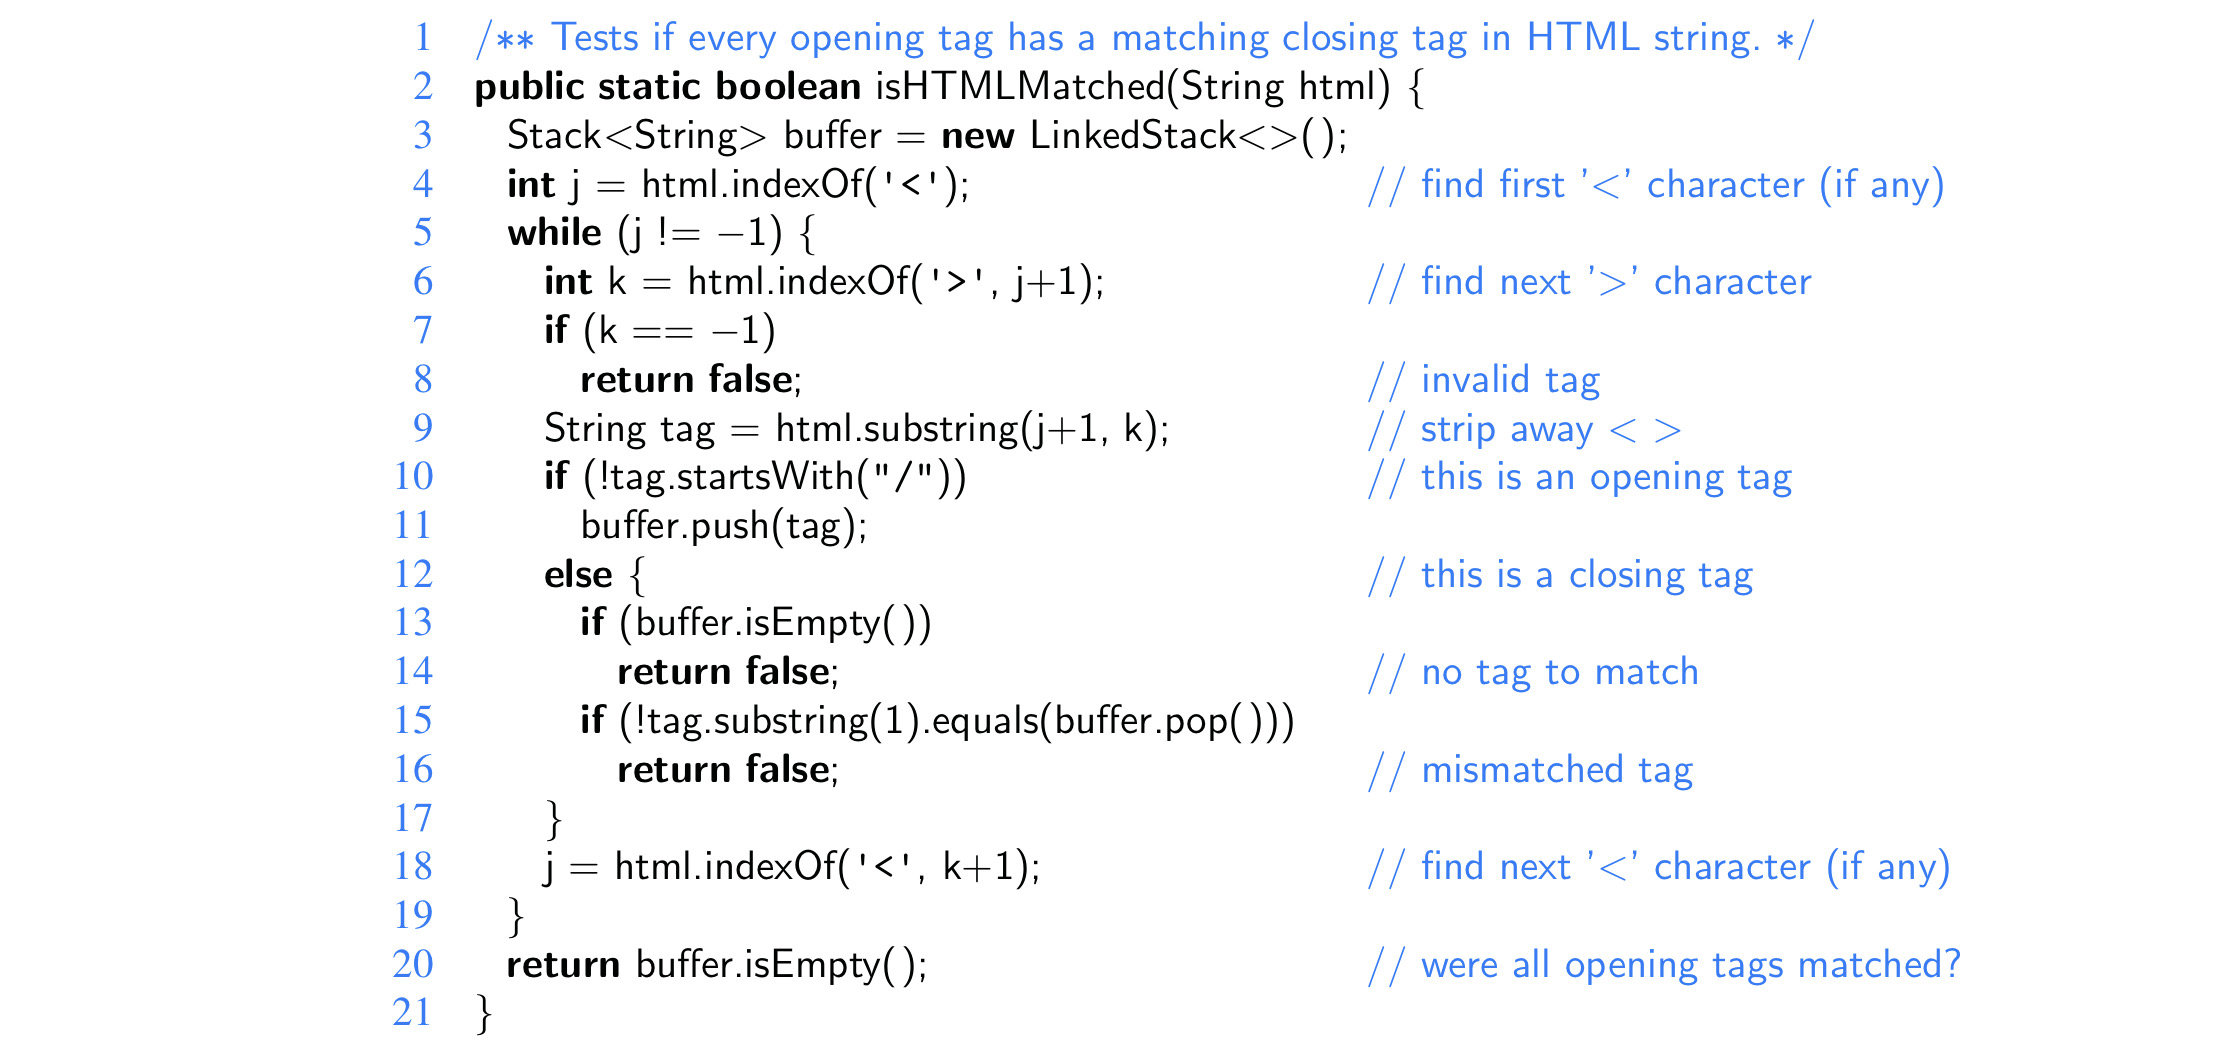 1 /** Tests if every opening tag has a matching closing tag in HTML string. */
2 public static boolean isHTMLMatched(String html) {
3 Stack<String> buffer = new LinkedStack<>();
4 int j = html.indexOf('<'); // find first ’<’ character (if any)
5 while (j != −1) {
6 int k = html.indexOf('>', j+1); // find next ’>’ character
7 if (k == −1)
8 return false; // invalid tag
9 String tag = html.substring(j+1, k); // strip away < >
10 if (!tag.startsWith("/")) // this is an opening tag
11 buffer.push(tag);
12 else { // this is a closing tag
13 if (buffer.isEmpty())
14 return false; // no tag to match
15 if (!tag.substring(1).equals(buffer.pop()))
16 return false; // mismatched tag
17 }
18 j = html.indexOf('<', k+1); // find next ’<’ character (if any)
19 }
20 return buffer.isEmpty(); // were all opening tags matched?
21 }